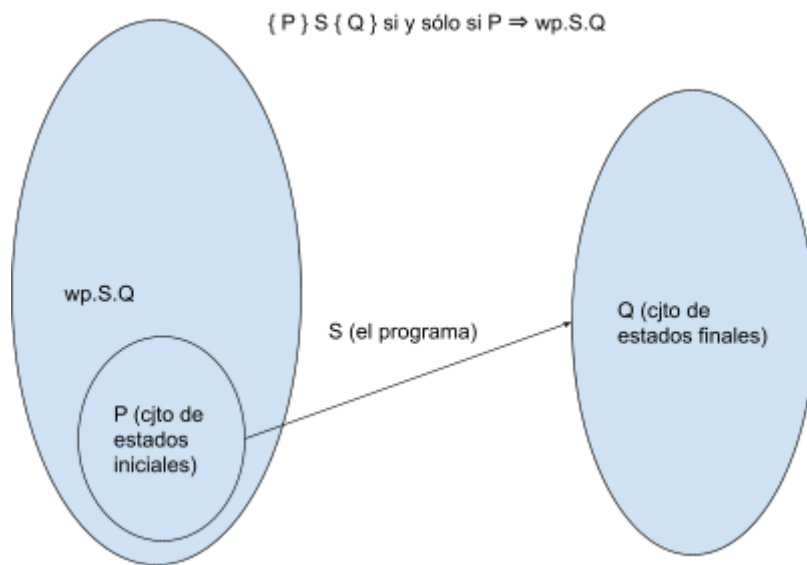 { P } S { Q } si y sólo si P ⇒ wp.S.Q
wp.S.Q
S (el programa)
Q (cjto de
estados finales)
P (cjto de
estados
iniciales)